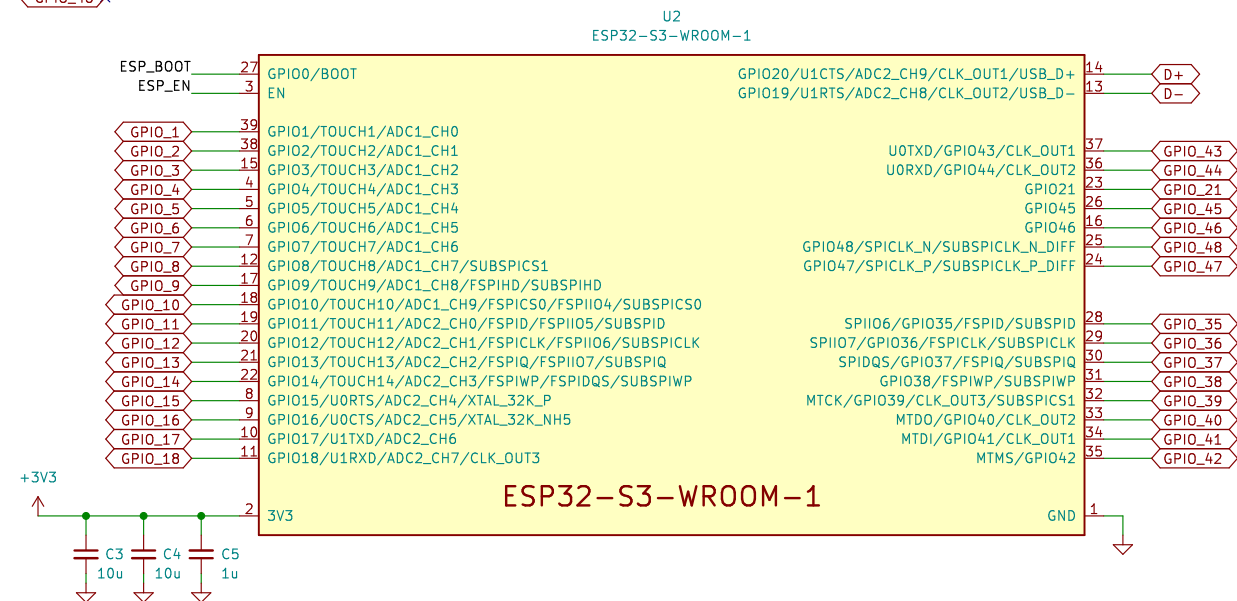 U2
ESP32-S3-WROOM-1
ESP_BOOT 27 GPIO0/BOOT GPIO20/U1CTS/ADC2_CH9/CLK_OUT1/USB_D+ 14 D+
ESP_EN 3 EN GPIO19/U1RTS/ADC2_CH8/CLK_OUT2/USB_D- 13 D-
GPIO_1 39 GPIO1/TOUCH1/ADC1_CH0
GPIO_2 38 GPIO2/TOUCH2/ADC1_CH1 U0TXD/GPIO43/CLK_OUT1 37 GPIO_43
GPIO_3 15 GPIO3/TOUCH3/ADC1_CH2 U0RXD/GPIO44/CLK_OUT2 36 GPIO_44
GPIO_4 4 GPIO4/TOUCH4/ADC1_CH3 GPIO21 23 GPIO_21
GPIO_5 5 GPIO5/TOUCH5/ADC1_CH4 GPIO45 26 GPIO_45
GPIO_6 6 GPIO6/TOUCH6/ADC1_CH5 GPIO46 16 GPIO_46
GPIO_7 7 GPIO7/TOUCH7/ADC1_CH6 GPIO48/SPICLK_N/SUBSPICLK_N_DIFF 25 GPIO_48
GPIO_8 12 GPIO8/TOUCH8/ADC1_CH7/SUBSPICS1 GPIO47/SPICLK_P/SUBSPICLK_P_DIFF 24 GPIO_47
GPIO_9 17 GPIO9/TOUCH9/ADC1_CH8/FSPIHD/SUBSPIHD
GPIO_10 18 GPIO10/TOUCH10/ADC1_CH9/FSPICS0/FSPIIO4/SUBSPICS0
GPIO_11 19 GPIO11/TOUCH11/ADC2_CH0/FSPID/FSPIIO5/SUBSPID SPIIO6/GPIO35/FSPID/SUBSPID 28 GPIO_35
GPIO_12 20 GPIO12/TOUCH12/ADC2_CH1/FSPICLK/FSPIIO6/SUBSPICLK SPIIO7/GPIO36/FSPICLK/SUBSPICLK 29 GPIO_36
GPIO_13 21 GPIO13/TOUCH13/ADC2_CH2/FSPIQ/FSPIIO7/SUBSPIQ SPIDQS/GPIO37/FSPIQ/SUBSPIQ 30 GPIO_37
GPIO_14 22 GPIO14/TOUCH14/ADC2_CH3/FSPIWP/FSPIDQS/SUBSPIWP GPIO38/FSPIWP/SUBSPIWP 31 GPIO_38
GPIO_15 8 GPIO15/U0RTS/ADC2_CH4/XTAL_32K_P MTCK/GPIO39/CLK_OUT3/SUBSPICS1 32 GPIO_39
GPIO_16 9 GPIO16/U0CTS/ADC2_CH5/XTAL_32K_NH5 MTDO/GPIO40/CLK_OUT2 33 GPIO_40
GPIO_17 10 GPIO17/U1TXD/ADC2_CH6 MTDI/GPIO41/CLK_OUT1 34 GPIO_41
GPIO_18 11 GPIO18/U1RXD/ADC2_CH7/CLK_OUT3 MTMS/GPIO42 35 GPIO_42
+3V3
ESP32-S3-WROOM-1
2 3V3 GND 1
C3 C4 C5
10u 10u 1u